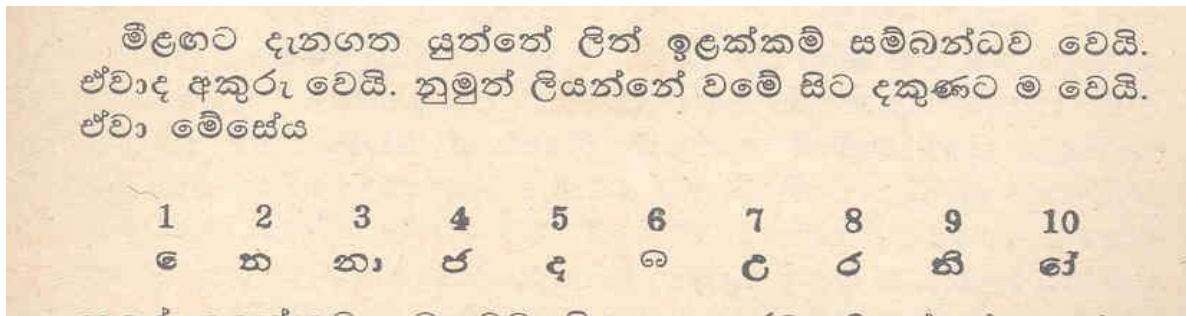 මීළඟට දැනගත යුත්තේ ලිත් ඉළක්කම් සම්බන්ධව වෙයි.
ඒවාද අකුරු වෙයි. නුමුත් ලියන්නේ වමේ සිට දකුණට ම වෙයි.
ඒවා මේසේය
1 2 3 4 5 6 7 8 9 10
ෙ ත නා ජ ද ඉ උ ර ති ෝ